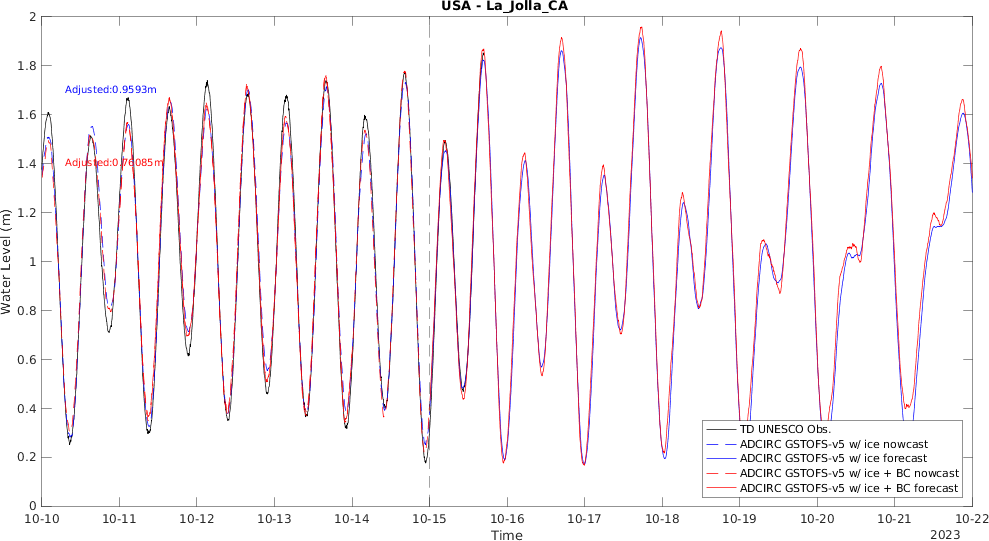 USA - La_Jolla_CA
2
1.8
1.6
1.4
1.2
1
0.8
0.6
0.4
0.2
0
Water Level (m)
Adjusted:0.9593m
Adjusted:0.76085m
TD UNESCO Obs.
ADCIRC GSTOFS-v5 w/ ice nowcast
ADCIRC GSTOFS-v5 w/ ice forecast
ADCIRC GSTOFS-v5 w/ ice + BC nowcast
ADCIRC GSTOFS-v5 w/ ice + BC forecast
10-10 10-11 10-12 10-13 10-14 10-15 10-16 10-17 10-18 10-19 10-20 10-21 10-22
Time
2023